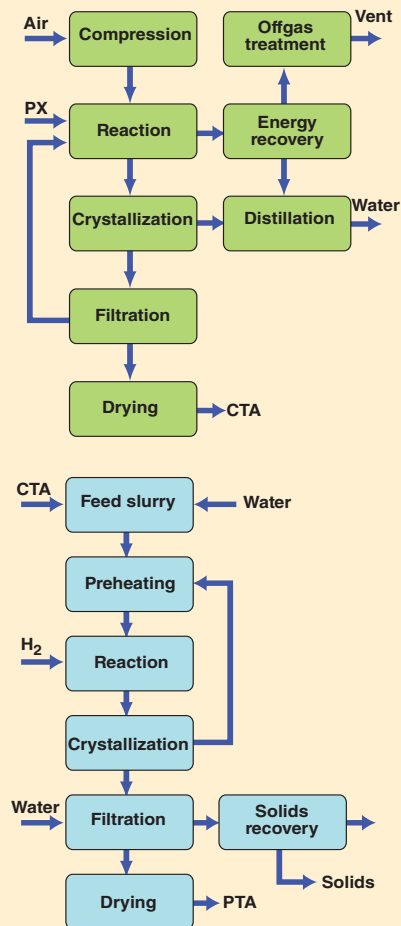 Air
Compression
Offgas
treatment
Vent
PX
Reaction
Energy
recovery
Crystallization
Distillation
Water
Filtration
Drying
CTA
CTA
Feed slurry
Water
Preheating
H₂
Reaction
Crystallization
Water
Filtration
Solids
recovery
Solids
Drying
PTA